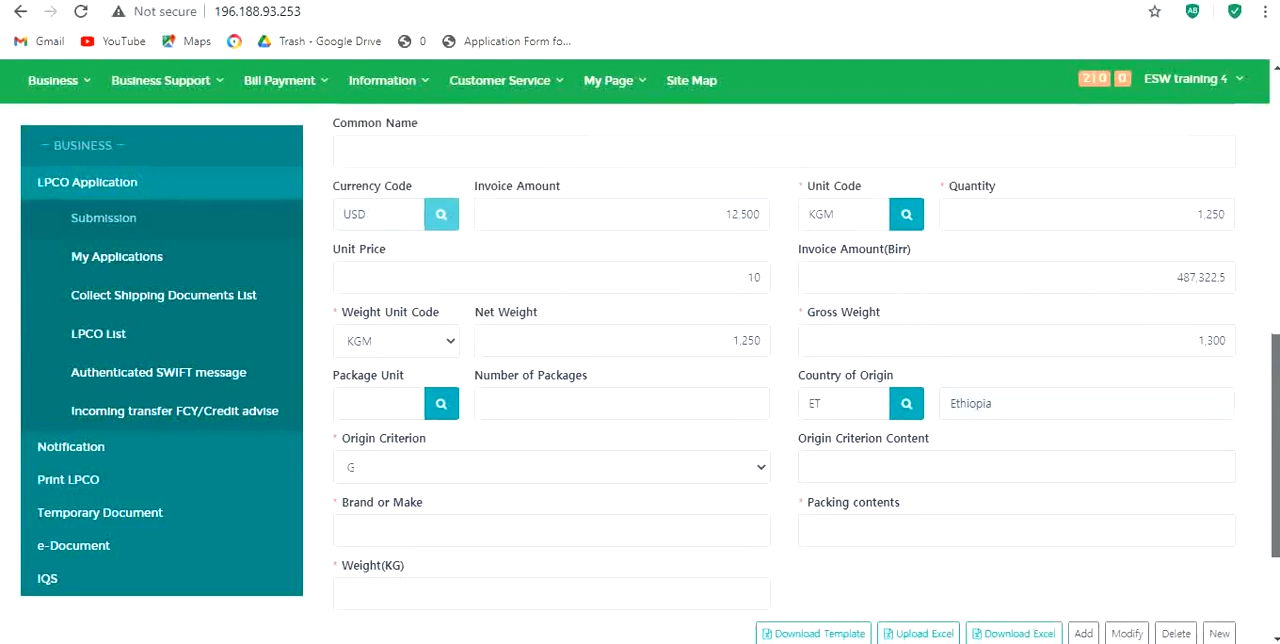 Not secure 196.188.93.253 AB
Gmail YouTube Maps Trash - Google Drive 0 Application Form fo...
Business Business Support Bill Payment Information Customer Service My Page Site Map 2|0 0 ESW training 4
— BUSINESS —
LPCO Application
Submission
My Applications
Collect Shipping Documents List
LPCO List
Authenticated SWIFT message
Incoming transfer FCY/Credit advise
Notification
Print LPCO
Temporary Document
e-Document
IQS
Common Name
Currency Code Invoice Amount * Unit Code * Quantity
USD 12,500 KGM 1,250
Unit Price Invoice Amount(Birr)
10 487,322.5
* Weight Unit Code Net Weight * Gross Weight
KGM 1,250 1,300
Package Unit Number of Packages Country of Origin
ET Ethiopia
* Origin Criterion Origin Criterion Content
G
* Brand or Make * Packing contents
* Weight(KG)
Download Template Upload Excel Download Excel Add Modify Delete New